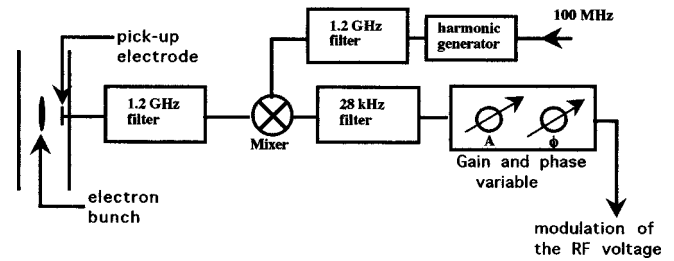 100 MHz
pick-up
electrode
1.2 GHz
filter
harmonic
generator
1.2 GHz
filter
28 kHz
filter
Mixer
A
ϕ
Gain and phase
variable
electron
bunch
modulation of
the RF voltage